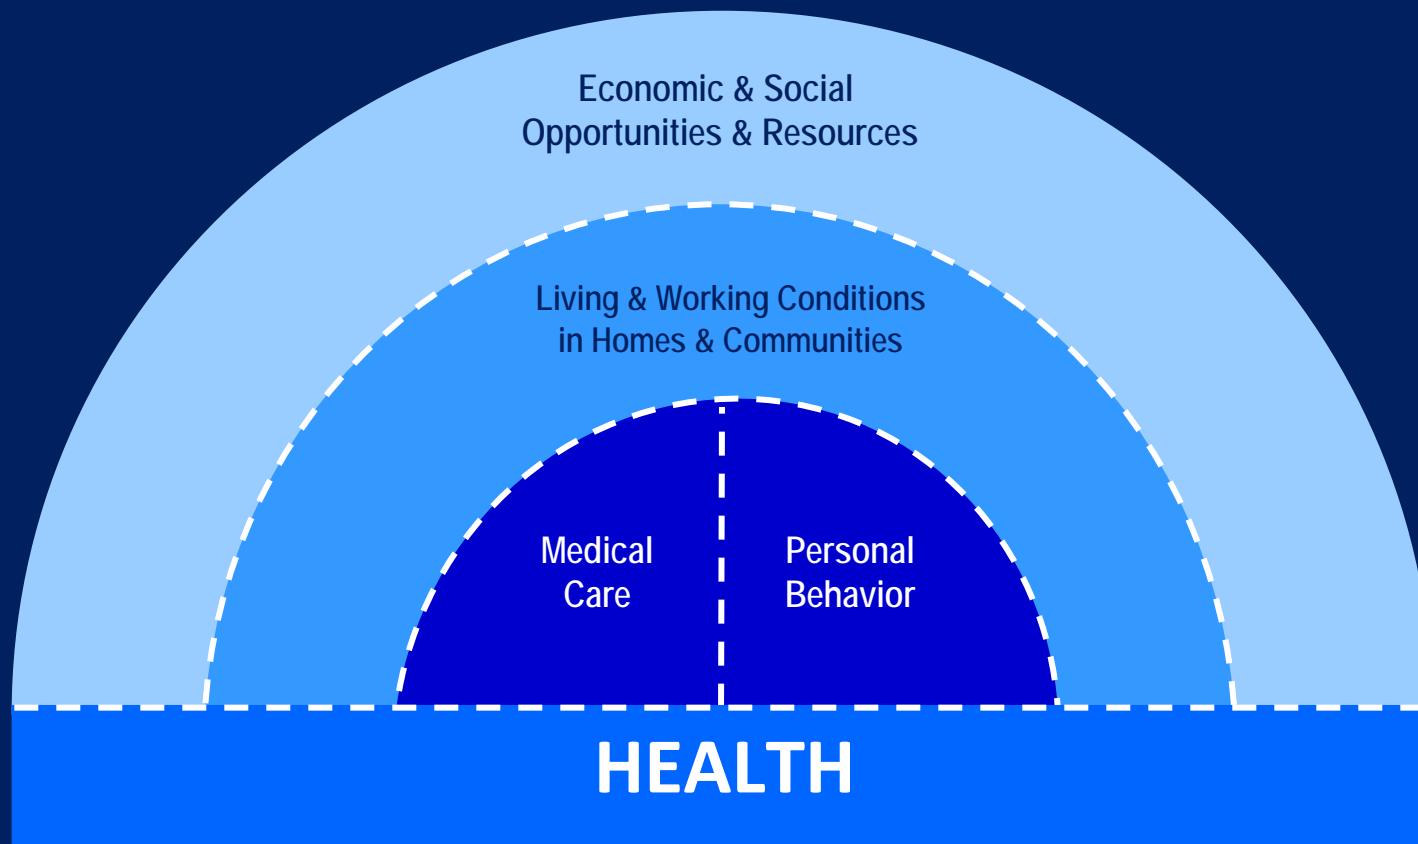 Economic & Social
Opportunities & Resources
Living & Working Conditions
in Homes & Communities
Medical
Care
Personal
Behavior
HEALTH